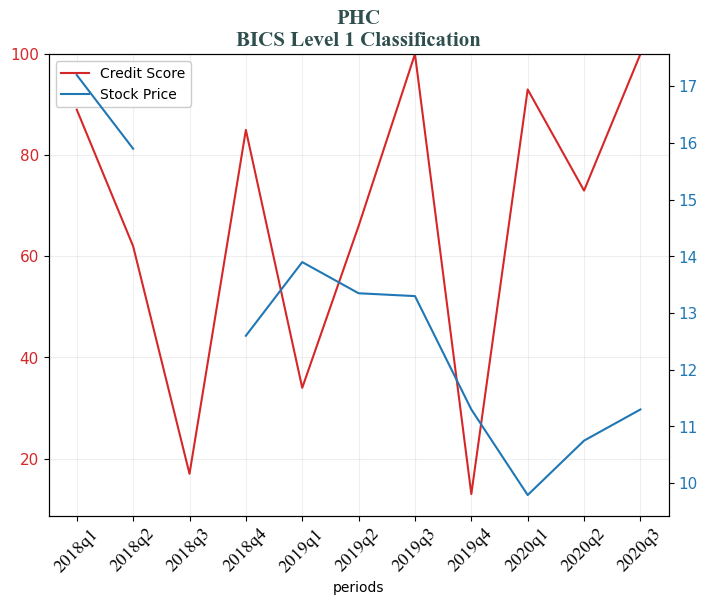 PHC
BICS Level 1 Classification
Credit Score
Stock Price
100
80
60
40
20
17
16
15
14
13
12
11
10
2018q1
2018q2
2018q3
2018q4
2019q1
2019q2
2019q3
2019q4
2020q1
2020q2
2020q3
periods